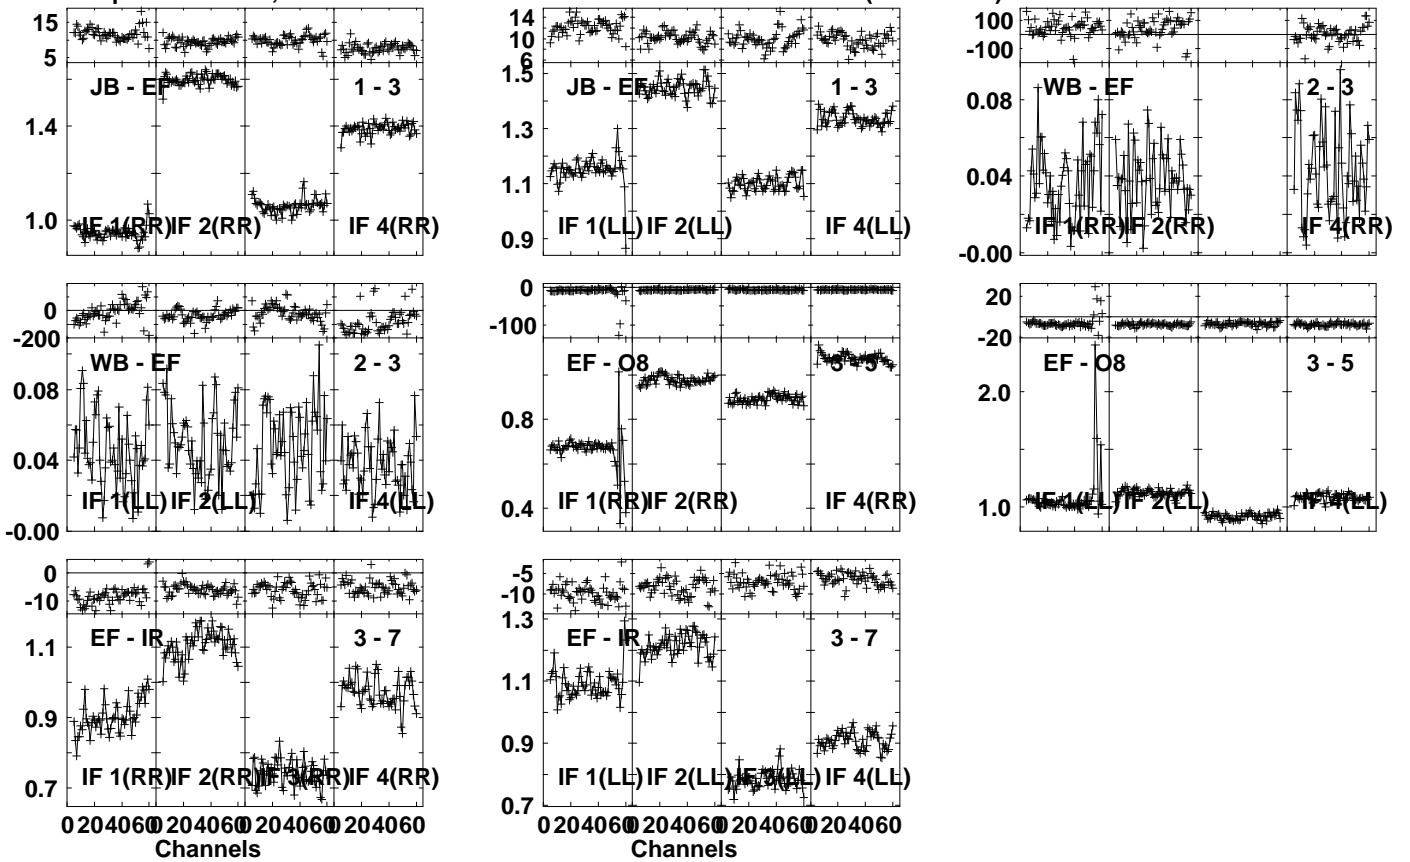 15
5
JB - EF 1 - 3
1.4
1.0
IF 1(RR) IF 2(RR) IF 4(RR)
14
10
6
1.5
JB - EF 1 - 3
1.3
1.1
0.9
IF 1(LL) IF 2(LL) IF 4(LL)
100
-100
WB - EF 2 - 3
0.08
0.04
-0.00
IF 1(RR) IF 2(RR) IF 4(RR)
0
-200
WB - EF 2 - 3
0.08
0.04
-0.00
IF 1(LL) IF 2(LL) IF 4(LL)
0
-100
EF - O8 3 - 5
0.8
0.4
IF 1(RR) IF 2(RR) IF 4(RR)
20
-20
EF - O8 3 - 5
2.0
1.0
IF 1(LL) IF 2(LL) IF 4(LL)
0
-10
EF - IR 3 - 7
1.1
0.9
0.7
IF 1(RR) IF 2(RR) IF 3(RR) IF 4(RR)
0 20 40 60 0 20 40 60 0 20 40 60 0 20 40 60
Channels
-5
-10
1.3
EF - IR 3 - 7
1.1
0.9
0.7
IF 1(LL) IF 2(LL) IF 3(LL) IF 4(LL)
0 20 40 60 0 20 40 60 0 20 40 60 0 20 40 60
Channels